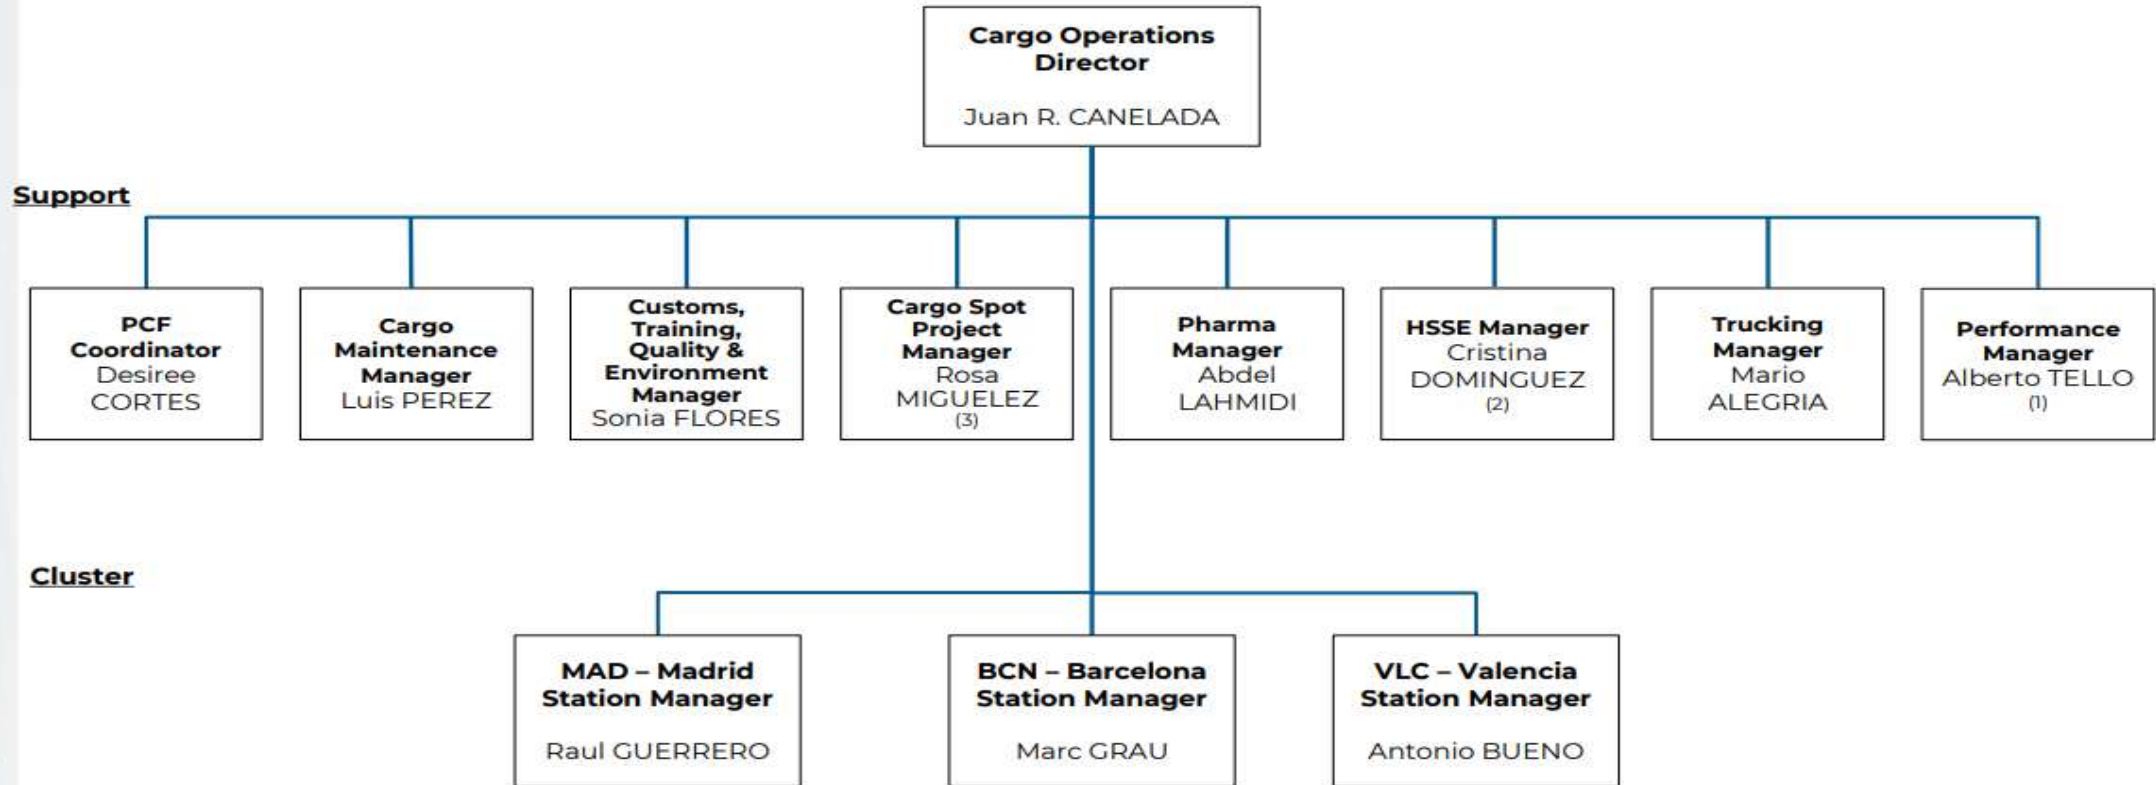 Cargo Operations
Director
Juan R. CANELADA
Support
PCF
Coordinator
Desiree
CORTES
Cargo
Maintenance
Manager
Luis PEREZ
Customs,
Training,
Quality &
Environment
Manager
Sonia FLORES
Cargo Spot
Project
Manager
Rosa
MIGUELEZ
(3)
Pharma
Manager
Abdel
LAHMIDI
HSSE Manager
Cristina
DOMINGUEZ
(2)
Trucking
Manager
Mario
ALEGRIA
Performance
Manager
Alberto TELLO
(1)
Cluster
MAD – Madrid
Station Manager
Raul GUERRERO
BCN – Barcelona
Station Manager
Marc GRAU
VLC – Valencia
Station Manager
Antonio BUENO